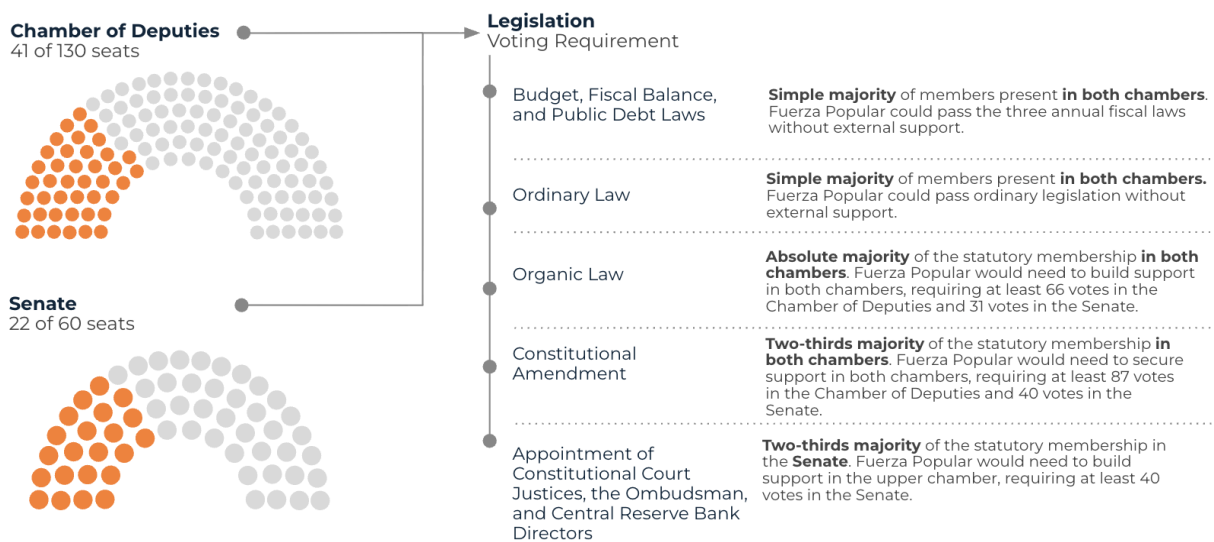 Chamber of Deputies
41 of 130 seats
Senate
22 of 60 seats
Legislation
Voting Requirement
Budget, Fiscal Balance,
and Public Debt Laws
Simple majority of members present in both chambers.
Fuerza Popular could pass the three annual fiscal laws
without external support.
Ordinary Law
Simple majority of members present in both chambers.
Fuerza Popular could pass ordinary legislation without
external support.
Organic Law
Absolute majority of the statutory membership in both
chambers. Fuerza Popular would need to build support
in both chambers, requiring at least 66 votes in the
Chamber of Deputies and 31 votes in the Senate.
Constitutional
Amendment
Two-thirds majority of the statutory membership in
both chambers. Fuerza Popular would need to secure
support in both chambers, requiring at least 87 votes
in the Chamber of Deputies and 40 votes in the
Senate.
Appointment of
Constitutional Court
Justices, the Ombudsman,
and Central Reserve Bank
Directors
Two-thirds majority of the statutory membership in
the Senate. Fuerza Popular would need to build
support in the upper chamber, requiring at least 40
votes in the Senate.